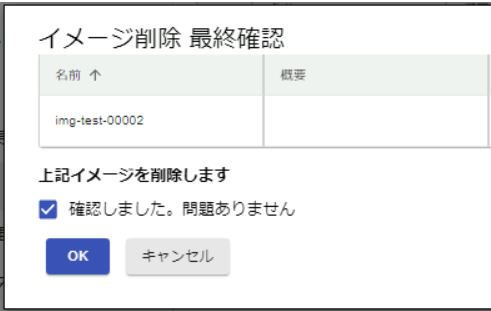 イメージ削除 最終確認
名前 ↑ 概要
img-test-00002
上記イメージを削除します
確認しました。問題ありません
OK キャンセル